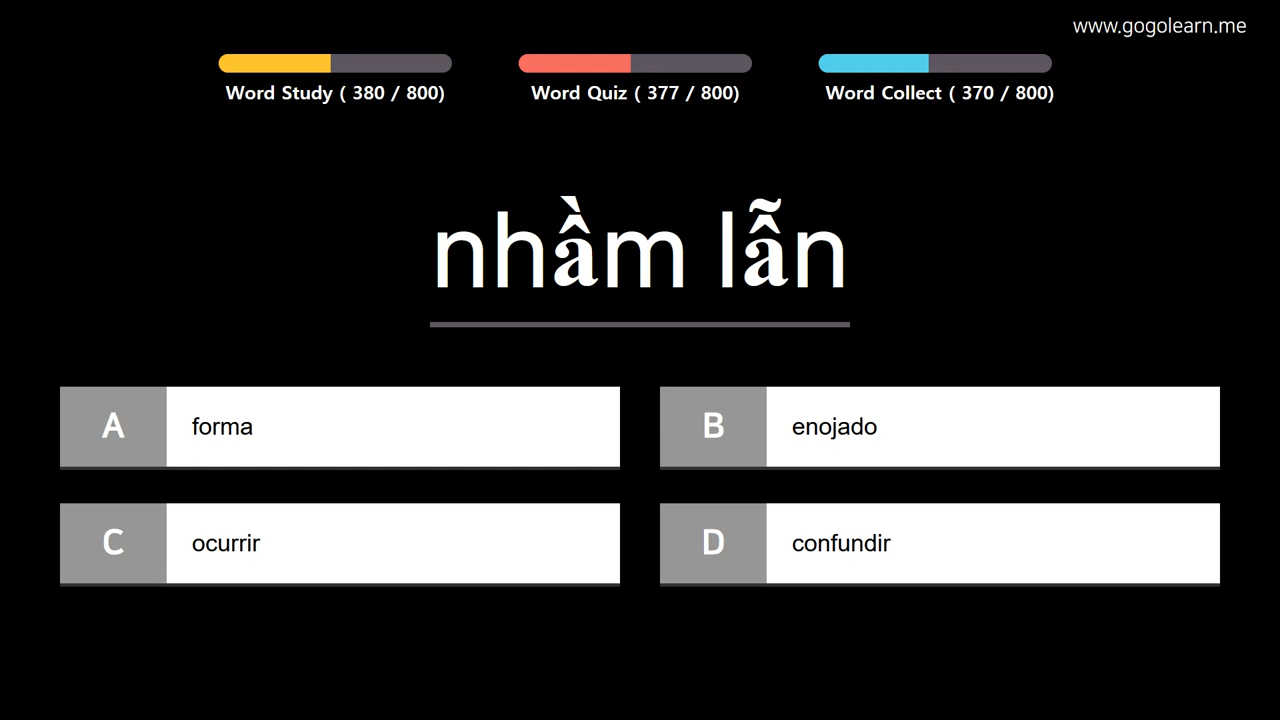 www.gogolearn.me
Word Study ( 380 / 800)
Word Quiz ( 377 / 800)
Word Collect ( 370 / 800)
nhầm lẫn
A forma
B enojado
C ocurrir
D confundir